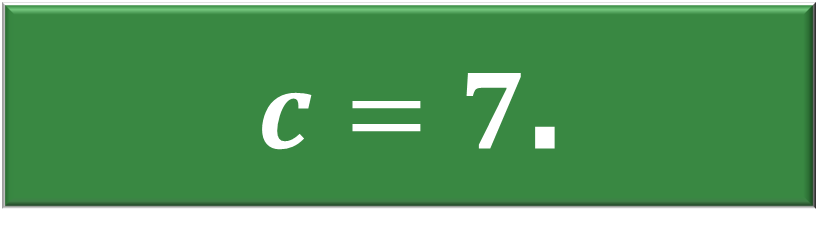 c = 7.